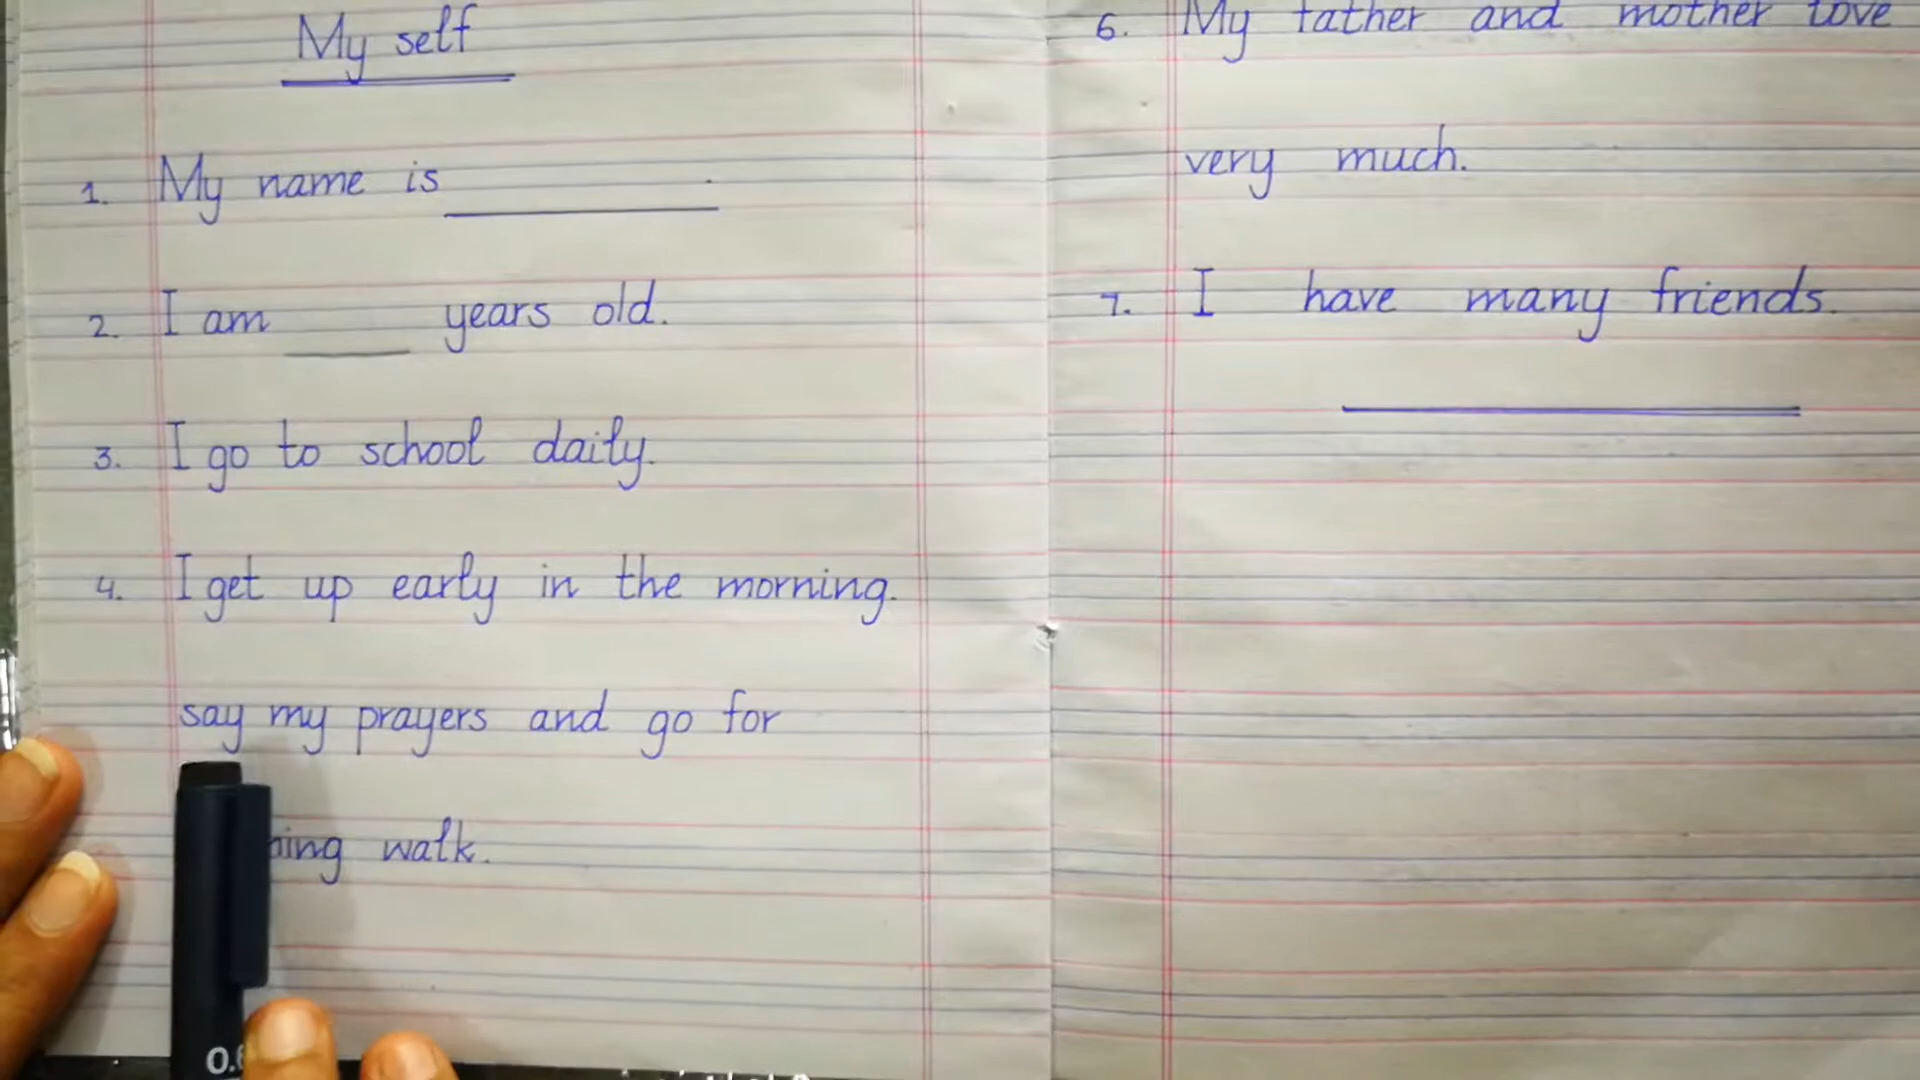 My self
1. My name is ________.
2. I am ____ years old.
3. I go to school daily.
4. I get up early in the morning.
say my prayers and go for
walk.
6. My father and mother love
very much.
7. I have many friends.